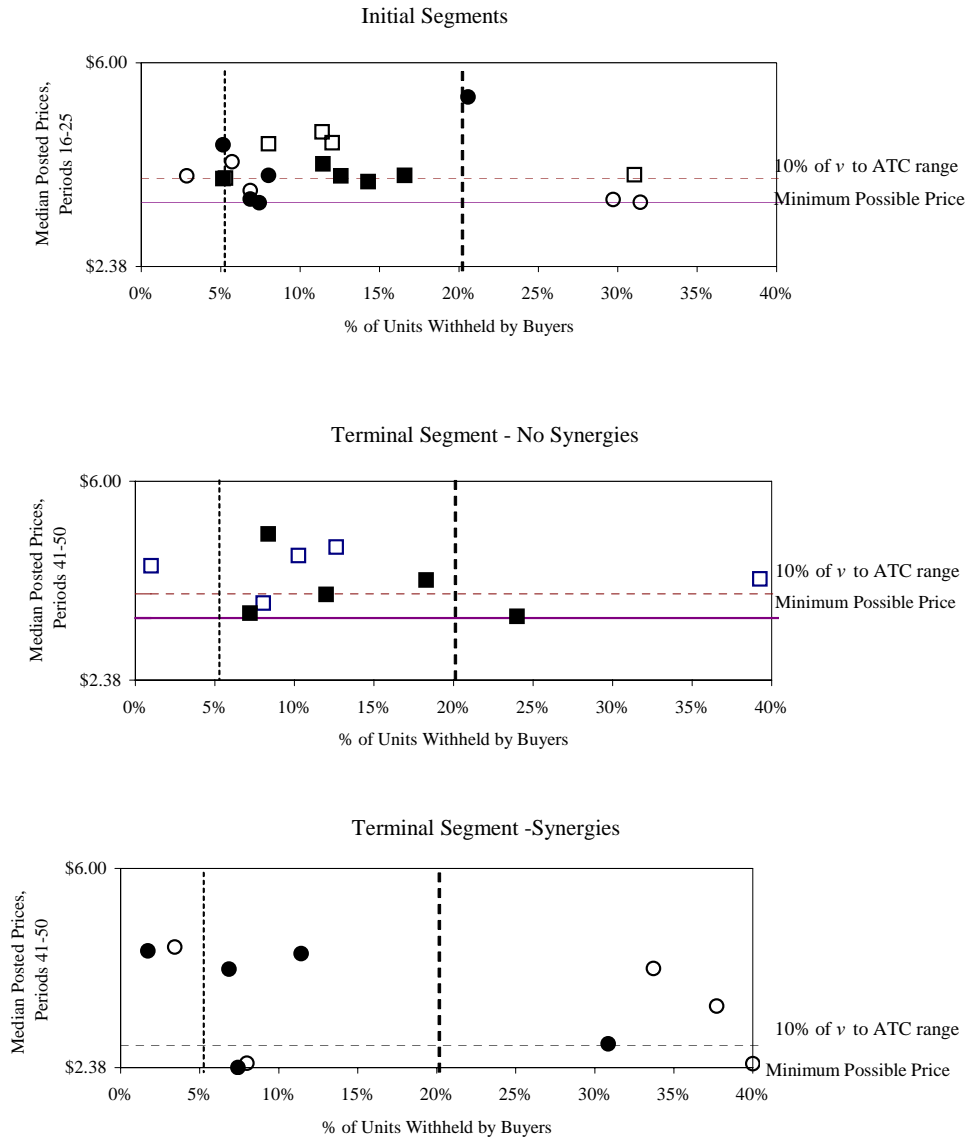 Initial Segments
$6.00
Median Posted Prices,
Periods 16-25
10% of v to ATC range
Minimum Possible Price
$2.38
0% 5% 10% 15% 20% 25% 30% 35% 40%
% of Units Withheld by Buyers
Terminal Segment - No Synergies
$6.00
Median Posted Prices,
Periods 41-50
10% of v to ATC range
Minimum Possible Price
$2.38
0% 5% 10% 15% 20% 25% 30% 35% 40%
% of Units Withheld by Buyers
Terminal Segment -Synergies
$6.00
Median Posted Prices,
Periods 41-50
10% of v to ATC range
$2.38
Minimum Possible Price
0% 5% 10% 15% 20% 25% 30% 35% 40%
% of Units Withheld by Buyers